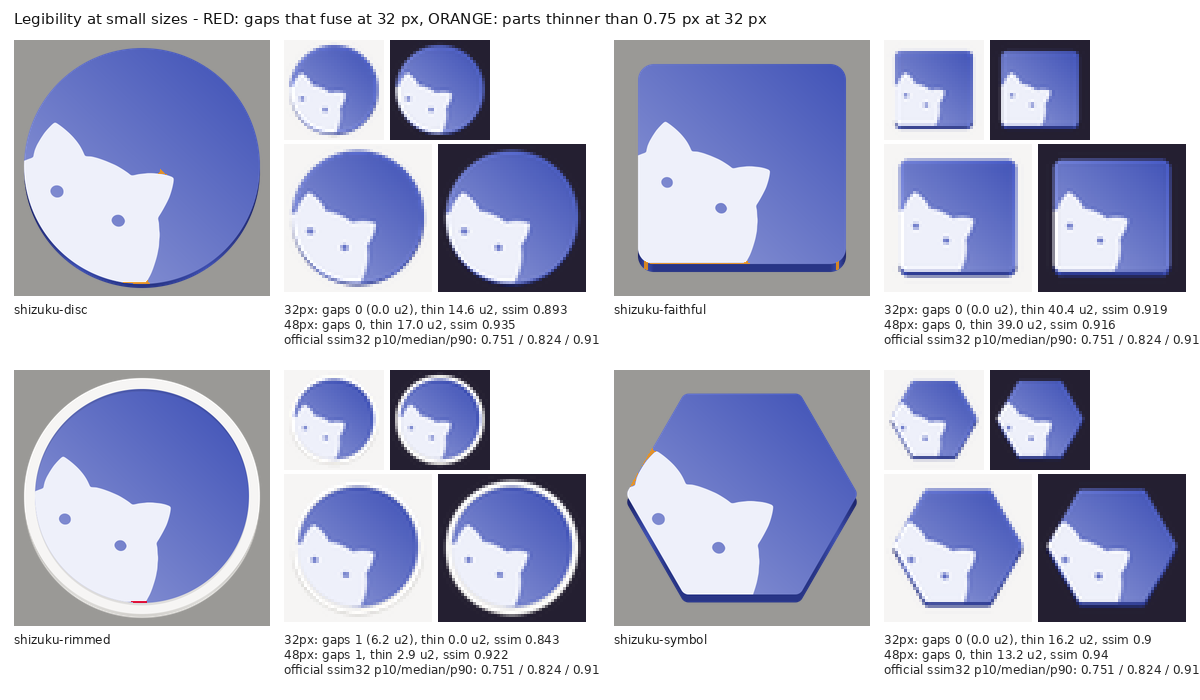 Legibility at small sizes - RED: gaps that fuse at 32 px, ORANGE: parts thinner than 0.75 px at 32 px
shizuku-disc
32px: gaps 0 (0.0 u2), thin 14.6 u2, ssim 0.893
48px: gaps 0, thin 17.0 u2, ssim 0.935
official ssim32 p10/median/p90: 0.751 / 0.824 / 0.91
shizuku-faithful
32px: gaps 0 (0.0 u2), thin 40.4 u2, ssim 0.919
48px: gaps 0, thin 39.0 u2, ssim 0.916
official ssim32 p10/median/p90: 0.751 / 0.824 / 0.91
shizuku-rimmed
32px: gaps 1 (6.2 u2), thin 0.0 u2, ssim 0.843
48px: gaps 1, thin 2.9 u2, ssim 0.922
official ssim32 p10/median/p90: 0.751 / 0.824 / 0.91
shizuku-symbol
32px: gaps 0 (0.0 u2), thin 16.2 u2, ssim 0.9
48px: gaps 0, thin 13.2 u2, ssim 0.94
official ssim32 p10/median/p90: 0.751 / 0.824 / 0.91